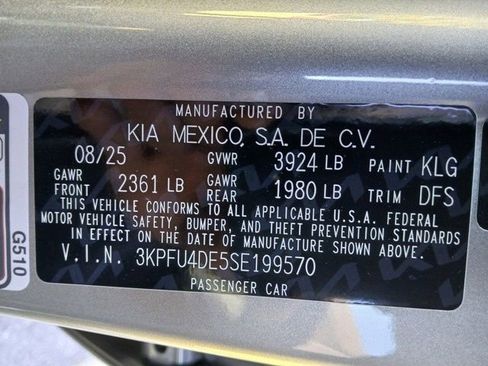 MANUFACTURED BY
KIA MEXICO, S.A. DE C.V.
08/25 GVWR 3924 LB PAINT KLG
GAWR FRONT 2361 LB GAWR REAR 1980 LB TRIM DFS
THIS VEHICLE CONFORMS TO ALL APPLICABLE U.S.A. FEDERAL
MOTOR VEHICLE SAFETY, BUMPER, AND THEFT PREVENTION STANDARDS
IN EFFECT ON THE DATE OF MANUFACTURE SHOWN ABOVE.
V.I.N. 3KPFU4DE5SE199570
PASSENGER CAR
G510